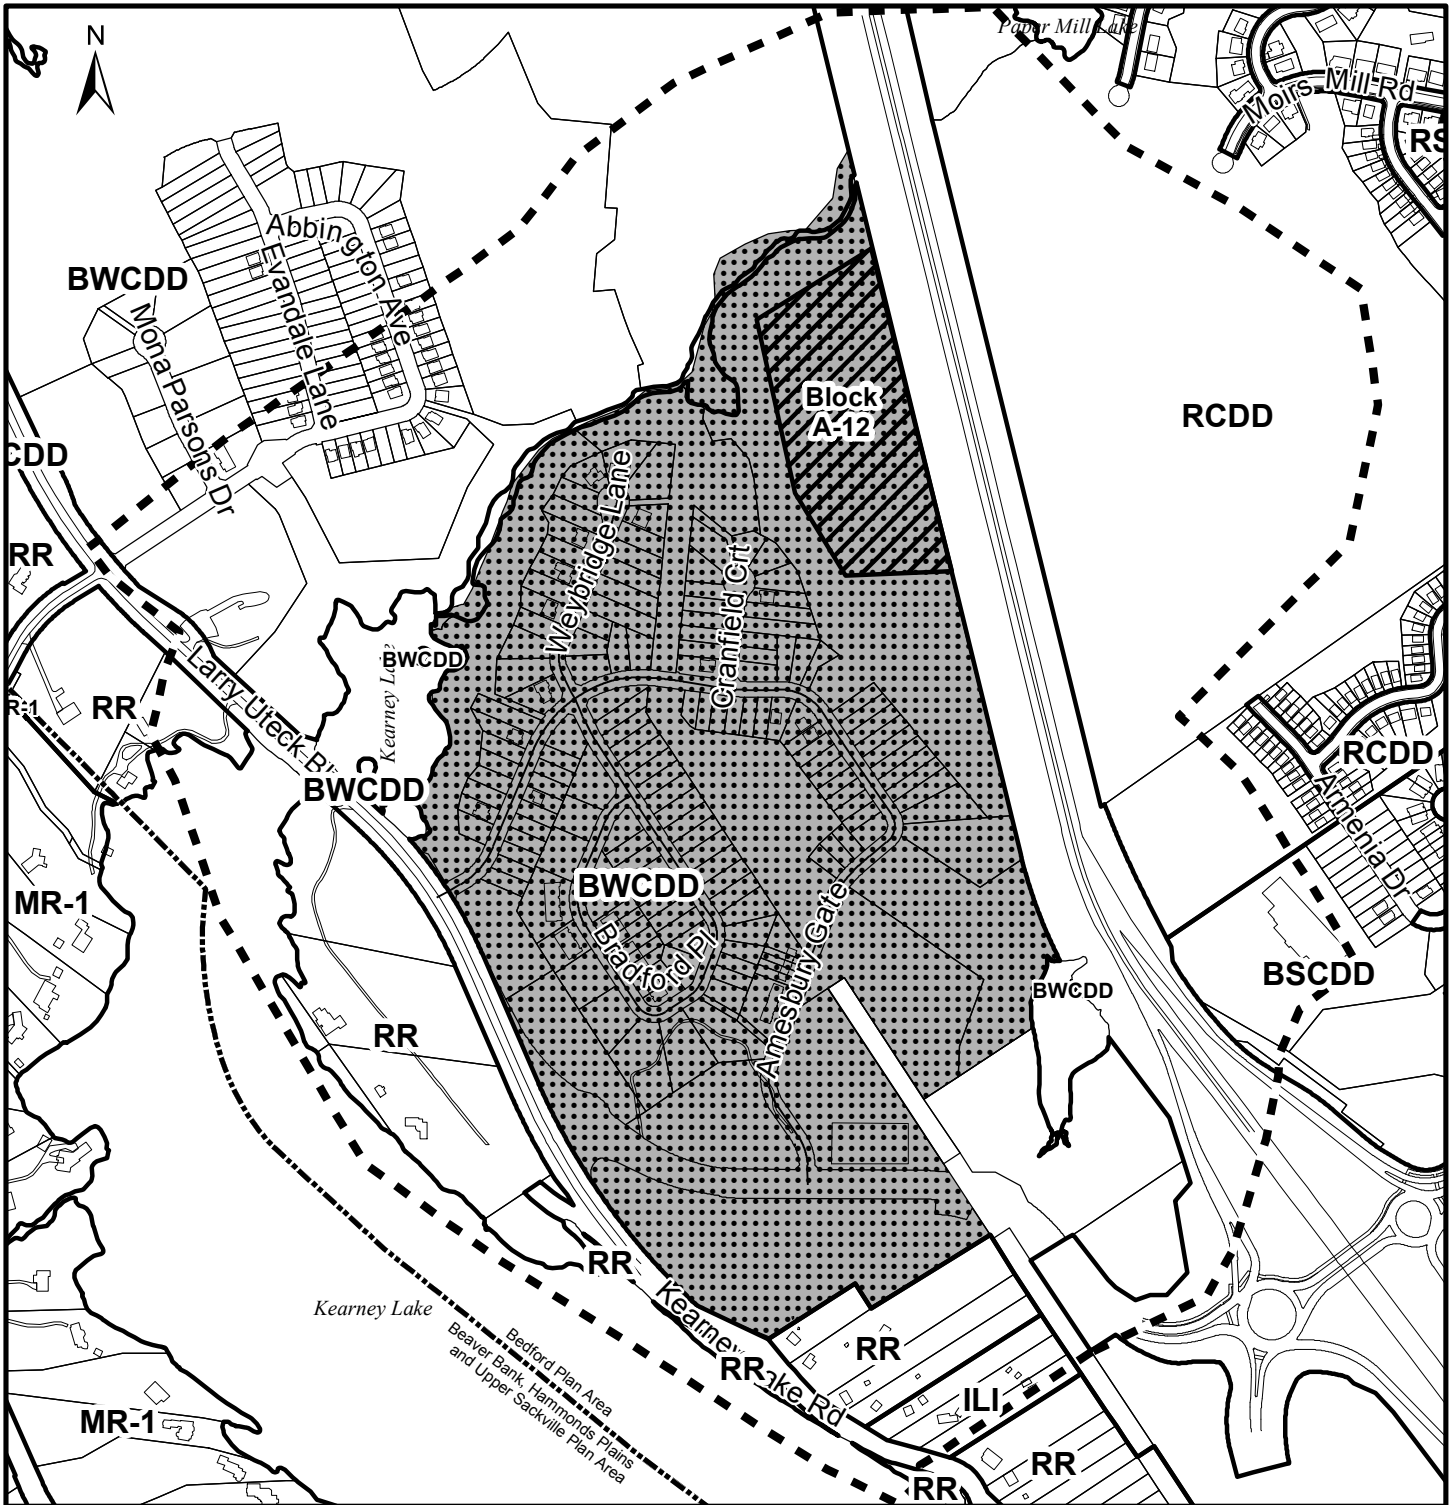 N
Paper Mill Lake
Moirs Mill Rd
RS
Abbington Ave
Evandale Lane
BWCDD
Mona Parsons Dr
Block
A-12
RCDD
CDD
Weybridge Lane
RR
Cranfield Crt
BWCDD
Kearney Lake
R-1
RR
Larry Uteck Bl
RCDD
BWCDD
Armenia Dr
BWCDD
MR-1
Bradford Pl
Amesbury Gate
BSCDD
BWCDD
RR
RR
Kearney Lake
Kearney Lake Rd
RR
RR
Bedford Plan Area
Beaver Bank, Hammonds Plains
and Upper Sackville Plan Area
ILI
MR-1
RR
RR